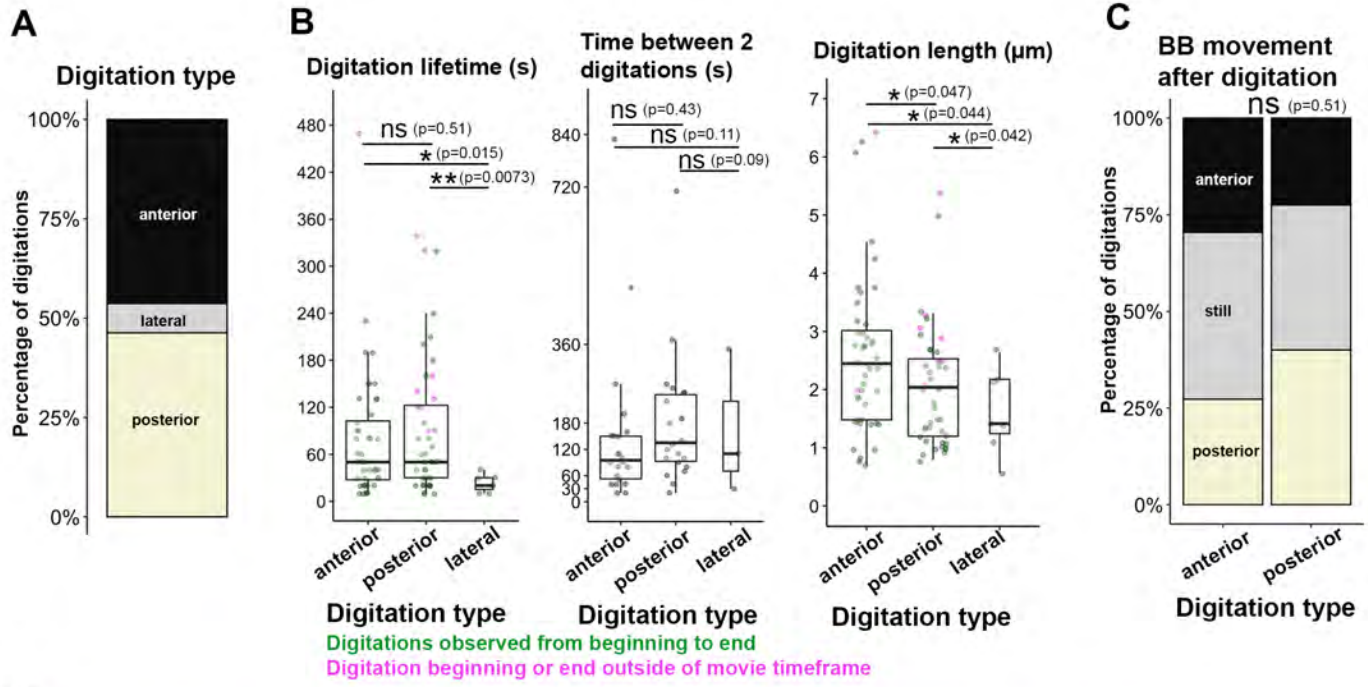 A
Digitation type
Percentage of digitations
100%
75%
50%
25%
0%
anterior
lateral
posterior
B
Digitation lifetime (s)
480
420
360
300
240
180
120
60
0
ns (p=0.51)
* (p=0.015)
** (p=0.0073)
anterior
posterior
lateral
Digitation type
Time between 2
digitations (s)
840
720
360
180
120
60
30
0
ns (p=0.43)
ns (p=0.11)
ns (p=0.09)
anterior
posterior
lateral
Digitation type
Digitation length (µm)
7
6
5
4
3
2
1
0
* (p=0.047)
* (p=0.044)
* (p=0.042)
anterior
posterior
lateral
Digitation type
Digitations observed from beginning to end
Digitation beginning or end outside of movie timeframe
C
BB movement
after digitation
ns (p=0.51)
Percentage of digitations
100%
75%
50%
25%
0%
anterior
still
posterior
anterior
posterior
Digitation type